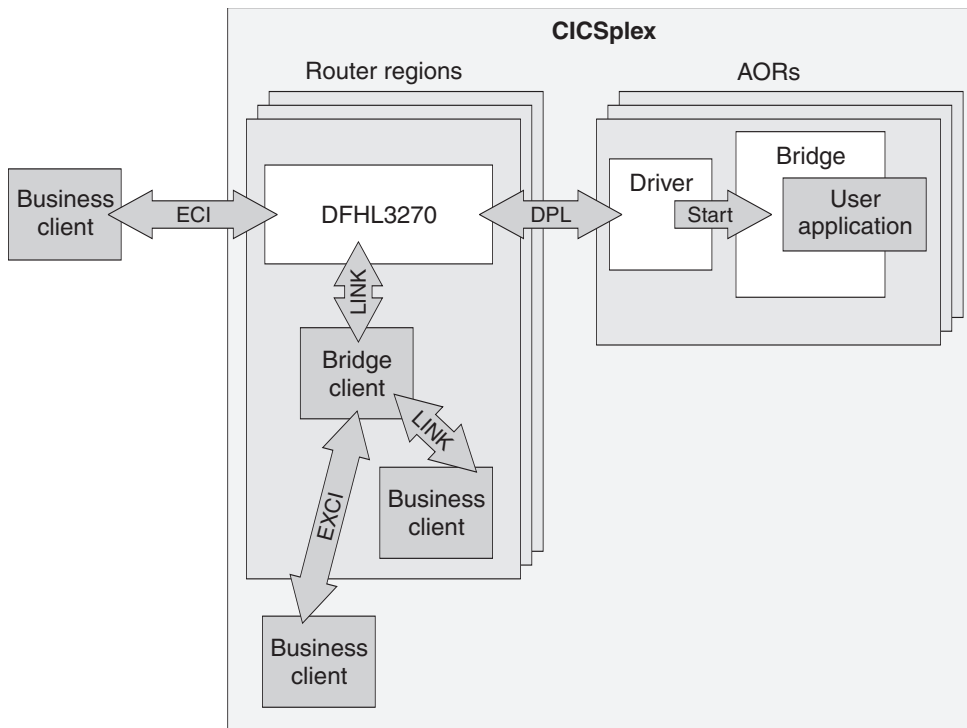 CICSplex
Router regions
AORs
Business
client
ECI
DFHL3270
DPL
Driver
Start
Bridge
User
application
LINK
Bridge
client
LINK
EXCI
Business
client
Business
client